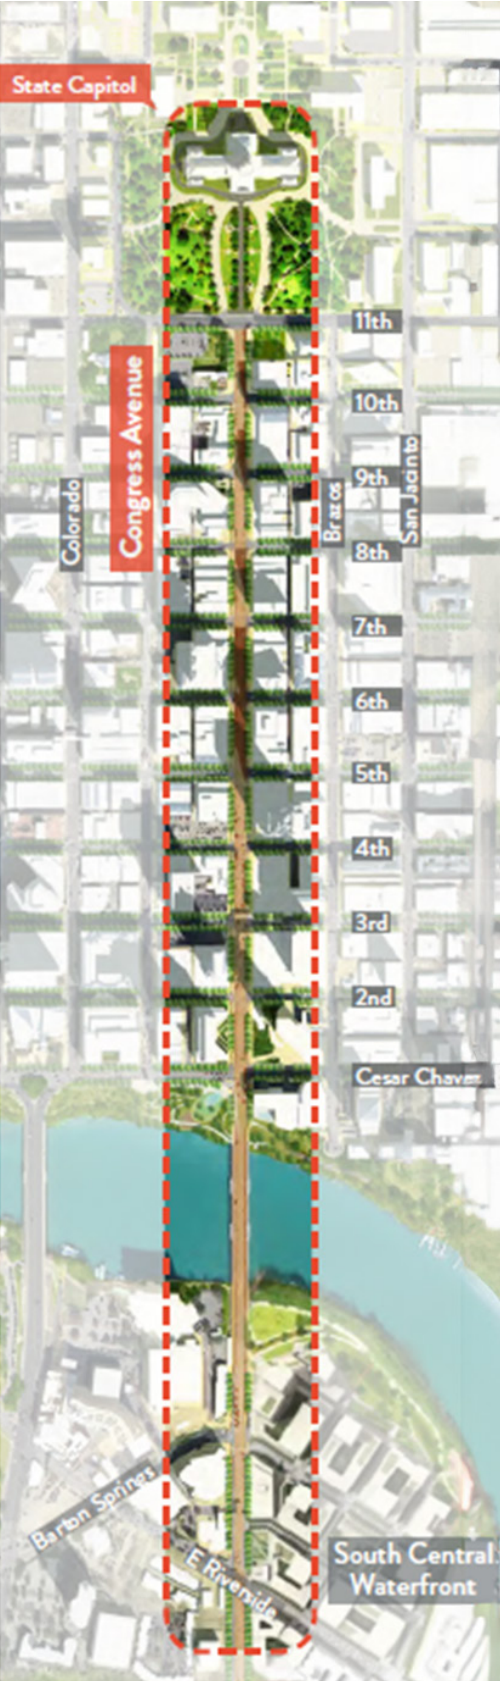 State Capitol
11th
Congress Avenue
10th
San Jacinto
9th
Colorado
Brazos
8th
7th
6th
5th
4th
3rd
2nd
Cesar Chavez
Barton Springs
E Riverside
South Central
Waterfront